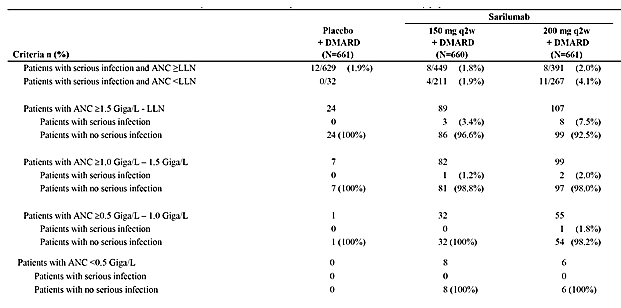 Sarilumab
Placebo 150 mg q2w 200 mg q2w
+ DMARD + DMARD + DMARD
Criteria n (%) (N=661) (N=660) (N=661)
Patients with serious infection and ANC ≥LLN 12/629 (1.9%) 8/449 (1.8%) 8/391 (2.0%)
Patients with serious infection and ANC <LLN 0/32 4/211 (1.9%) 11/267 (4.1%)
Patients with ANC ≥1.5 Giga/L - LLN 24 89 107
Patients with serious infection 0 3 (3.4%) 8 (7.5%)
Patients with no serious infection 24 (100%) 86 (96.6%) 99 (92.5%)
Patients with ANC ≥1.0 Giga/L – 1.5 Giga/L 7 82 99
Patients with serious infection 0 1 (1.2%) 2 (2.0%)
Patients with no serious infection 7 (100%) 81 (98.8%) 97 (98.0%)
Patients with ANC ≥0.5 Giga/L – 1.0 Giga/L 1 32 55
Patients with serious infection 0 0 1 (1.8%)
Patients with no serious infection 1 (100%) 32 (100%) 54 (98.2%)
Patients with ANC <0.5 Giga/L 0 8 6
Patients with serious infection 0 0 0
Patients with no serious infection 0 8 (100%) 6 (100%)